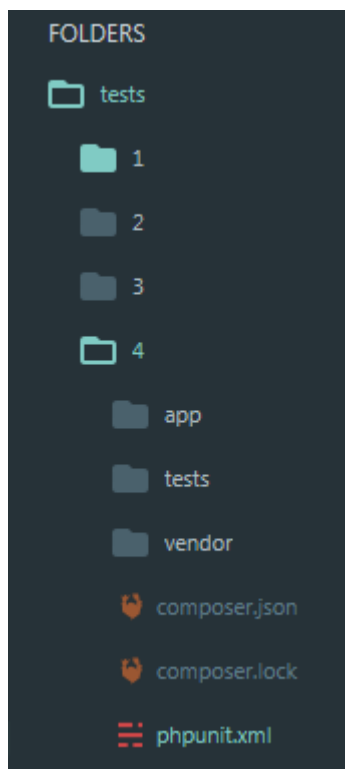 FOLDERS
tests
1
2
3
4
app
tests
vendor
composer.json
composer.lock
phpunit.xml